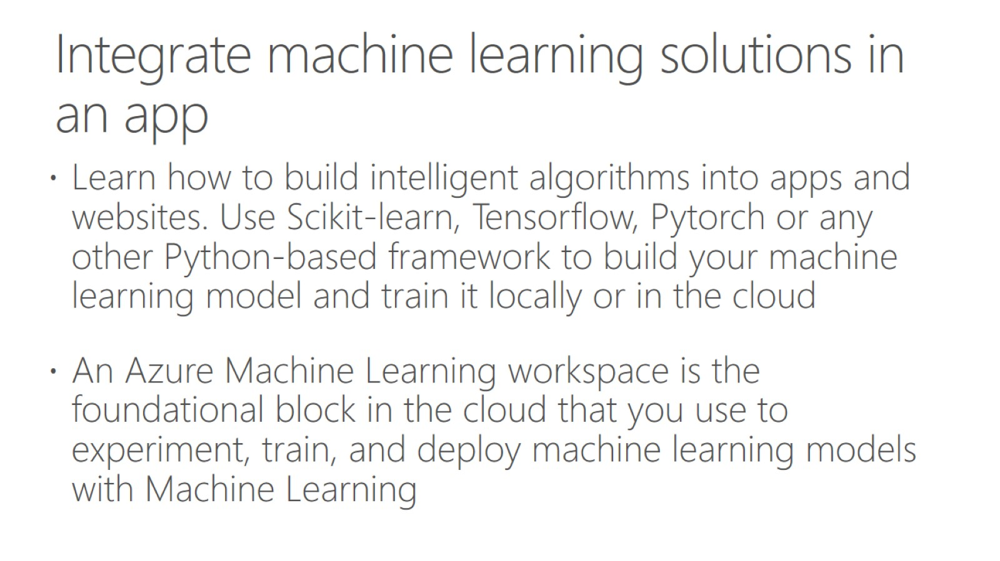 Integrate machine learning solutions in
an app
• Learn how to build intelligent algorithms into apps and
websites. Use Scikit-learn, Tensorflow, Pytorch or any
other Python-based framework to build your machine
learning model and train it locally or in the cloud
• An Azure Machine Learning workspace is the
foundational block in the cloud that you use to
experiment, train, and deploy machine learning models
with Machine Learning